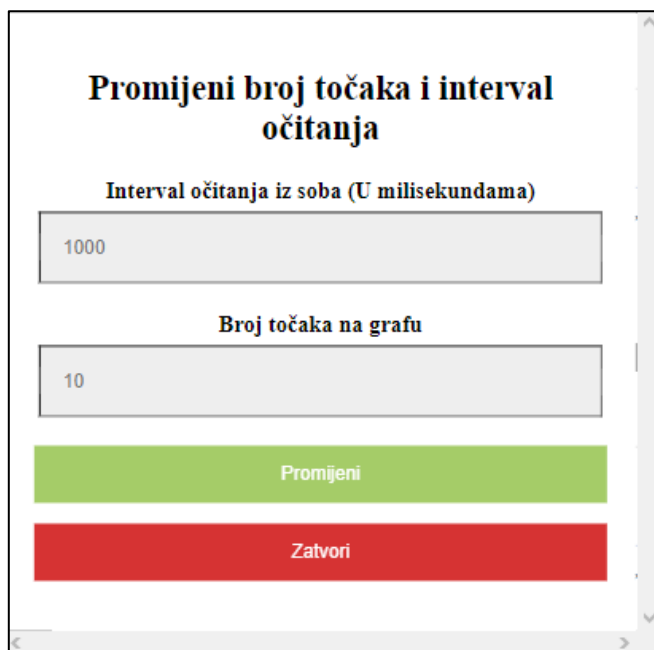 Promijeni broj točaka i interval
očitanja
Interval očitanja iz soba (U milisekundama)
1000
Broj točaka na grafu
10
Promijeni
Zatvori